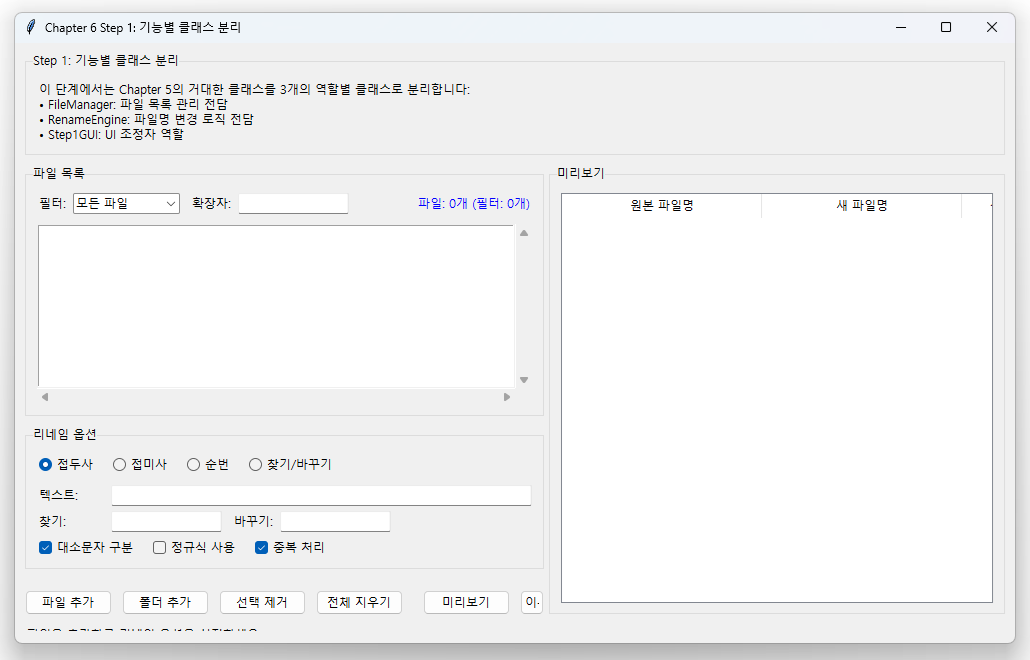 Chapter 6 Step 1: 기능별 클래스 분리
Step 1: 기능별 클래스 분리
이 단계에서는 Chapter 5의 거대한 클래스를 3개의 역할별 클래스로 분리합니다:
• FileManager: 파일 목록 관리 전담
• RenameEngine: 파일명 변경 로직 전담
• Step1GUI: UI 조정자 역할
파일 목록
필터: 모든 파일 확장자: 파일: 0개 (필터: 0개)
리네임 옵션
접두사 접미사 순번 찾기/바꾸기
텍스트:
찾기: 바꾸기:
대소문자 구분 정규식 사용 중복 처리
파일 추가 폴더 추가 선택 제거 전체 지우기 미리보기
미리보기
원본 파일명 새 파일명